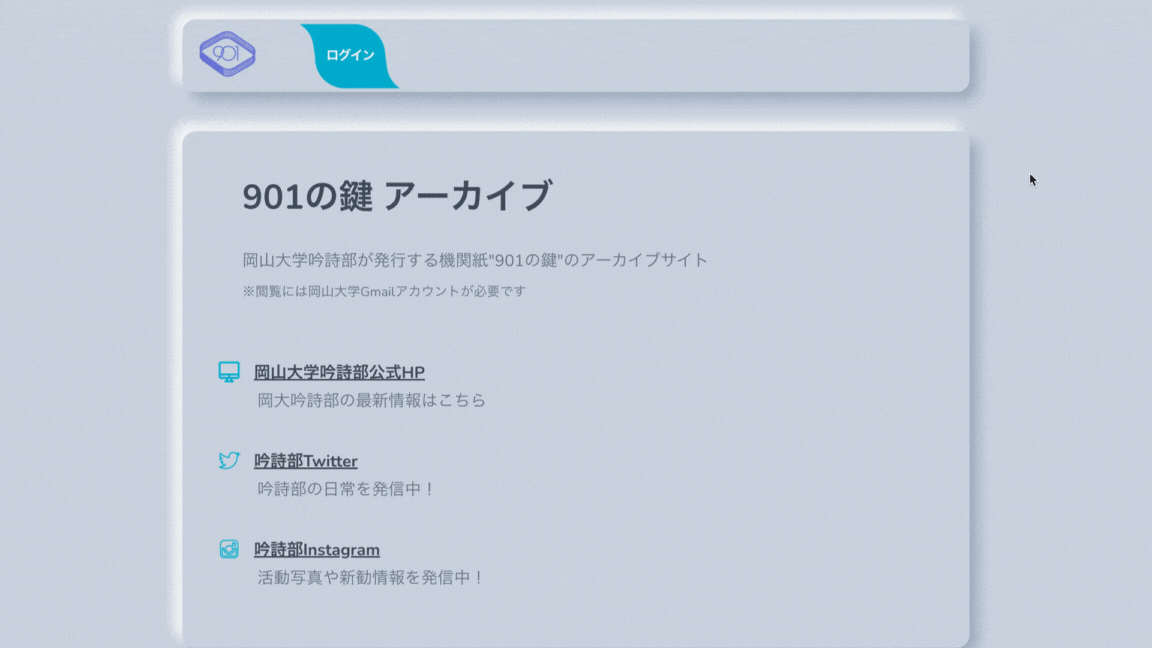 901
ログイン
901の鍵 アーカイブ
岡山大学吟詩部が発行する機関紙"901の鍵"のアーカイブサイト
※閲覧には岡山大学Gmailアカウントが必要です
岡山大学吟詩部公式HP
岡大吟詩部の最新情報はこちら
吟詩部Twitter
吟詩部の日常を発信中！
吟詩部Instagram
活動写真や新勧情報を発信中！